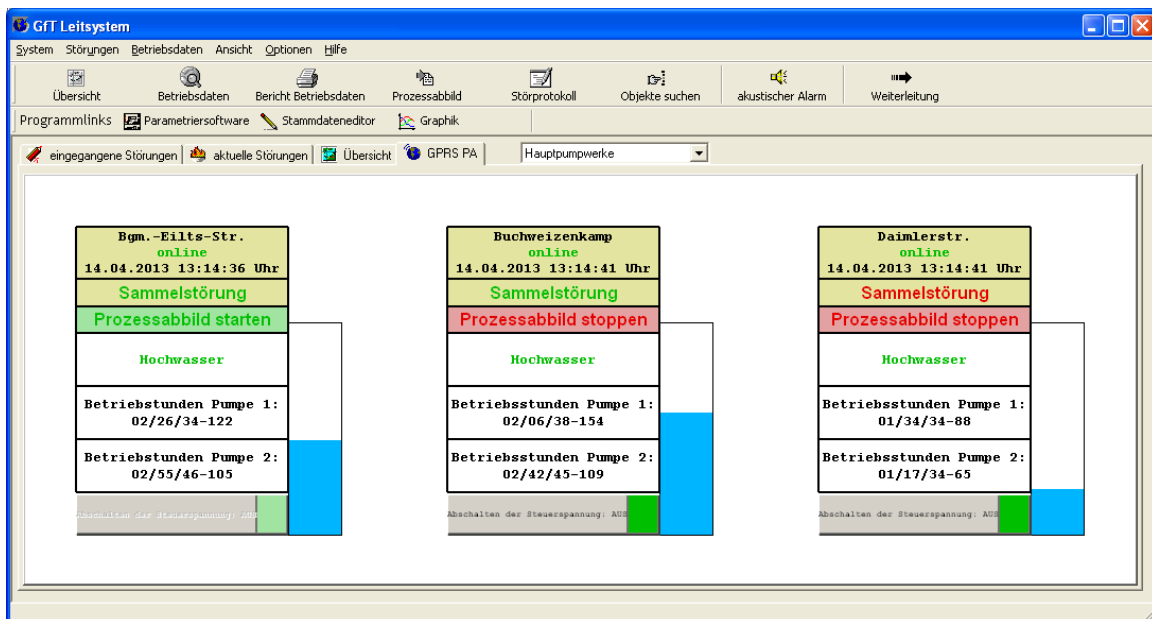 GfT Leitsystem
System Störungen Betriebsdaten Ansicht Optionen Hilfe
Übersicht Betriebsdaten Bericht Betriebsdaten Prozessabbild Störprotokoll Objekte suchen akustischer Alarm Weiterleitung
Programmlinks Parametriersoftware Stammdateneditor Graphik
eingegangene Störungen aktuelle Störungen Übersicht GPRS PA Hauptpumpwerke
Bgm.-Eilts-Str.
online
14.04.2013 13:14:36 Uhr
Sammelstörung
Prozessabbild starten
Hochwasser
Betriebstunden Pumpe 1:
02/26/34-122
Betriebstunden Pumpe 2:
02/55/46-105
Abschalten der Steuerspannung: AUS
Buchweizenkamp
online
14.04.2013 13:14:41 Uhr
Sammelstörung
Prozessabbild stoppen
Hochwasser
Betriebsstunden Pumpe 1:
02/06/38-154
Betriebsstunden Pumpe 2:
02/42/45-109
Abschalten der Steuerspannung: AUS
Daimlerstr.
online
14.04.2013 13:14:41 Uhr
Sammelstörung
Prozessabbild stoppen
Hochwasser
Betriebsstunden Pumpe 1:
01/34/34-88
Betriebsstunden Pumpe 2:
01/17/34-65
Abschalten der Steuerspannung: AUS